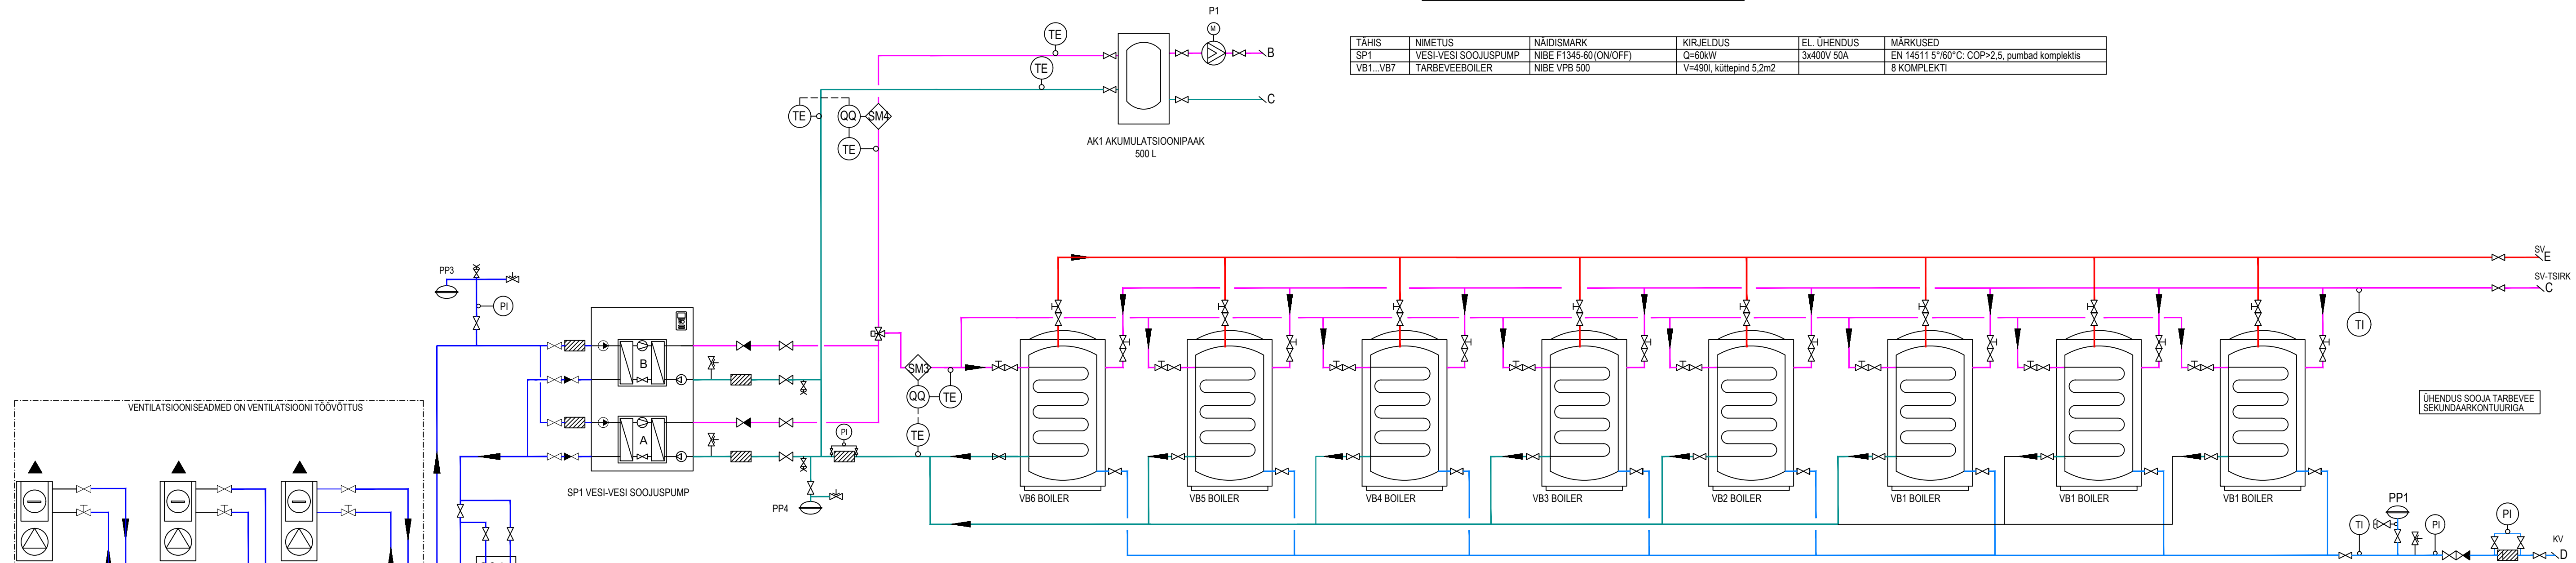 P1
M
TE
B
TE
C
TE
QQ
SM4
TE
AK1 AKUMULATSIOONIPAAK
500 L
TÄHIS NIMETUS NÄIDISMARK KIRJELDUS EL. ÜHENDUS MÄRKUSED
SP1 VESI-VESI SOOJUSPUMP NIBE F1345-60(ON/OFF) Q=60kW 3x400V 50A EN 14511 5°/60°C: COP>2,5, pumbad komplektis
VB1...VB7 TARBEVEEBOILER NIBE VPB 500 V=490l, küttepind 5,2m2 8 KOMPLEKTI
SV
E
SV-TSIRK
C
TI
PP3
PI
B
A
SP1 VESI-VESI SOOJUSPUMP
SM3
QQ
TE
TE
PI
PP4
VENTILATSIOONISEADMED ON VENTILATSIOONI TÖÖVÕTTUS
ÜHENDUS SOOJA TARBEVEE
SEKUNDAARKONTUURIGA
VB6 BOILER
VB5 BOILER
VB4 BOILER
VB3 BOILER
VB2 BOILER
VB1 BOILER
VB1 BOILER
VB1 BOILER
PP1
TI
PI
PI
KV
D